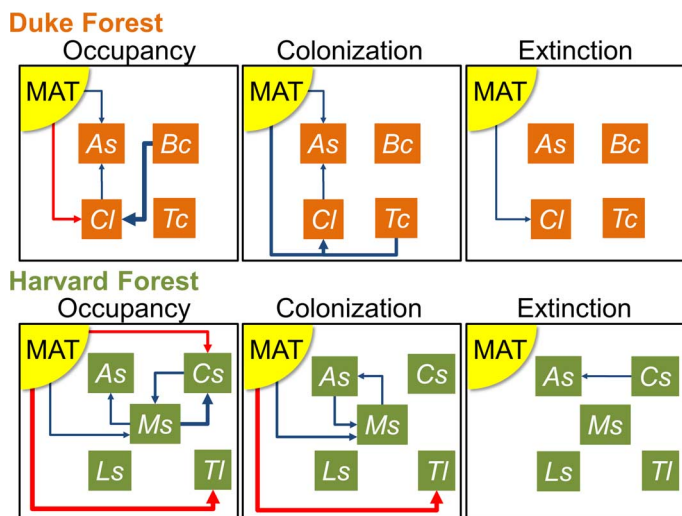 Duke Forest
Occupancy Colonization Extinction
MAT MAT MAT
As Bc As Bc As Bc
Cl Tc Cl Tc Cl Tc
Harvard Forest
Occupancy Colonization Extinction
MAT MAT MAT
As Cs As Cs As Cs
Ms Ms Ms
Ls Tl Ls Tl Ls Tl